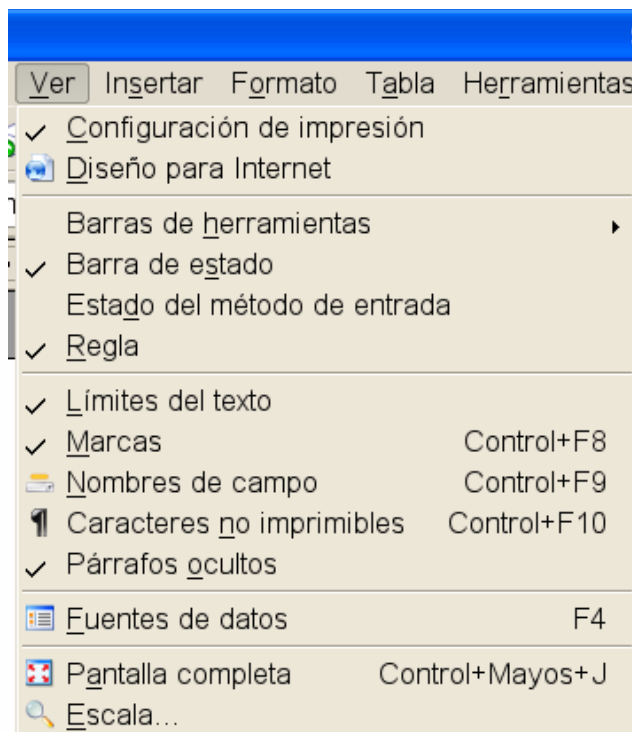 Ver Insertar Formato Tabla Herramientas
Configuración de impresión
Diseño para Internet
Barras de herramientas
Barra de estado
Estado del método de entrada
Regla
Límites del texto
Marcas Control+F8
Nombres de campo Control+F9
Caracteres no imprimibles Control+F10
Párrafos ocultos
Fuentes de datos F4
Pantalla completa Control+Mayos+J
Escala...